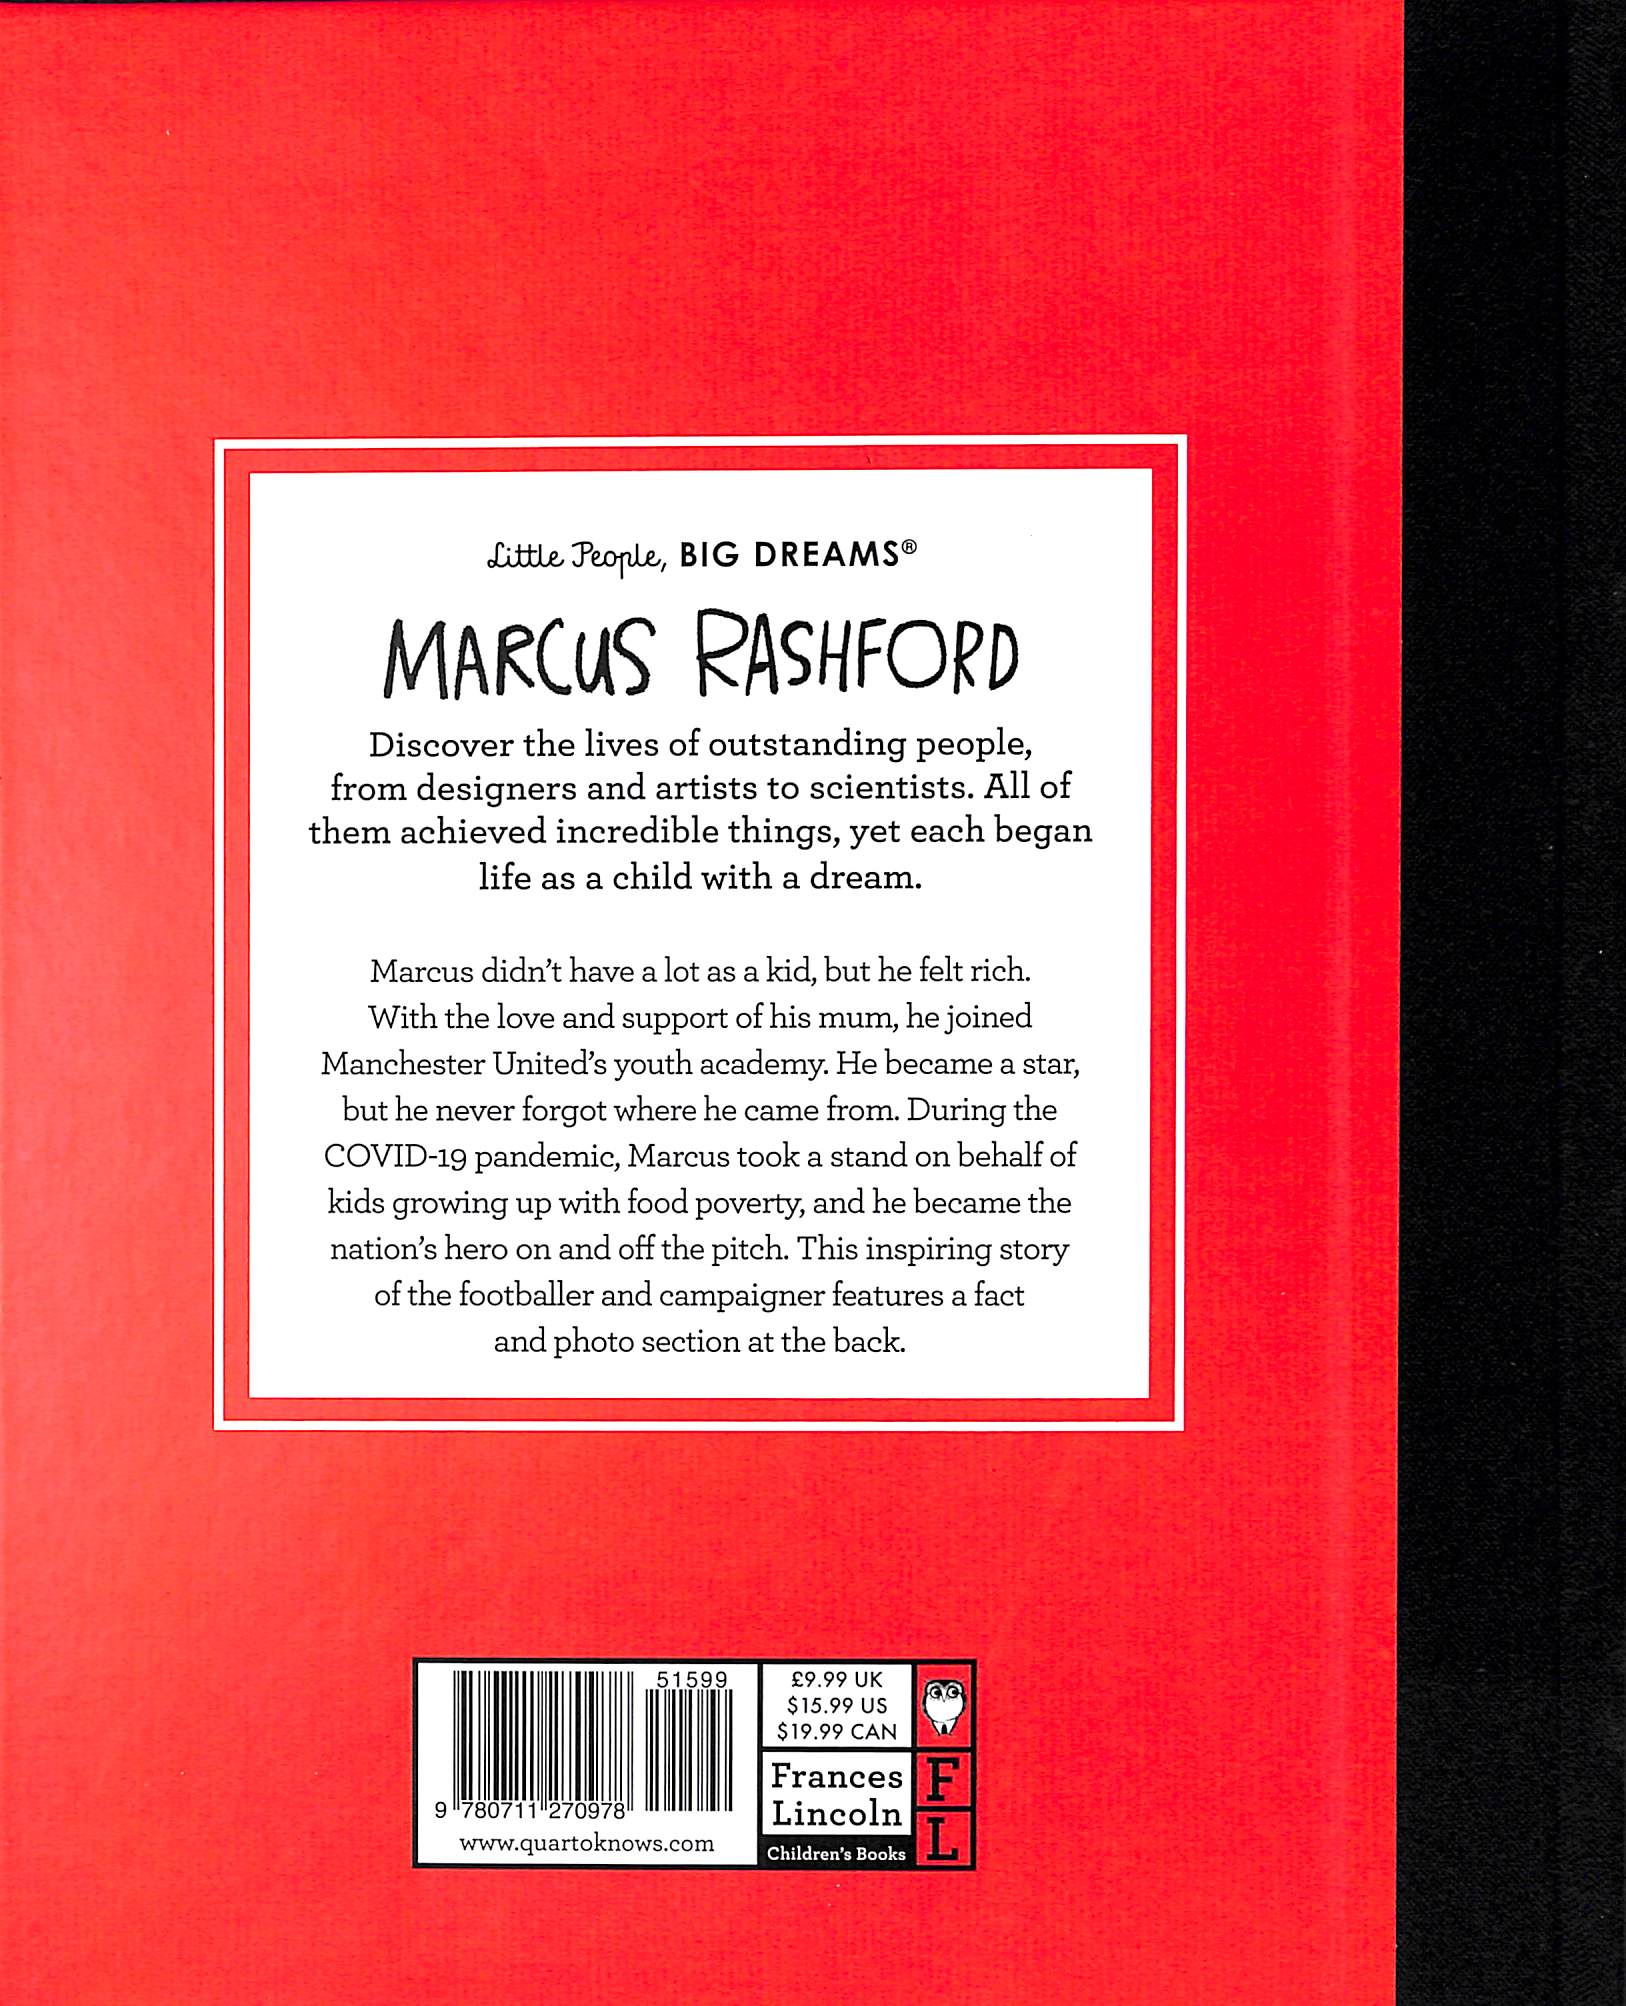 Little People, BIG DREAMS®
MARCUS RASHFORD
Discover the lives of outstanding people,
from designers and artists to scientists. All of
them achieved incredible things, yet each began
life as a child with a dream.
Marcus didn’t have a lot as a kid, but he felt rich.
With the love and support of his mum, he joined
Manchester United’s youth academy. He became a star,
but he never forgot where he came from. During the
COVID-19 pandemic, Marcus took a stand on behalf of
kids growing up with food poverty, and he became the
nation’s hero on and off the pitch. This inspiring story
of the footballer and campaigner features a fact
and photo section at the back.
51599
9 780711 270978
www.quartoknows.com
£9.99 UK
$15.99 US
$19.99 CAN
Frances
Lincoln
Children’s Books
F
L